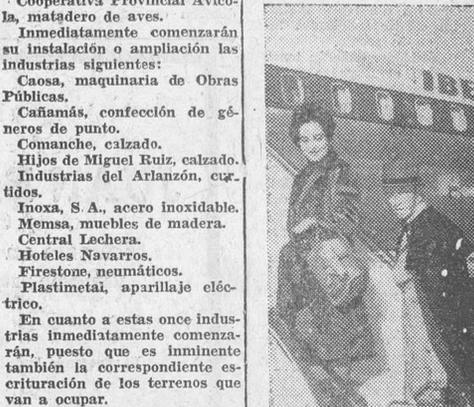 Cooperativa Provincial Avíco-
la, matadero de aves.
Inmediatamente comenzarán
su instalación o ampliación las
industrias siguientes:
Caosa, maquinaria de Obras
Públicas.
Cañamás, confección de gé-
neros de punto.
Comanche, calzado.
Hijos de Miguel Ruiz, calzado.
Industrias del Arlanzón, cur-
tidos.
Inoxa, S. A., acero inoxidable.
Memsa, muebles de madera.
Central Lechera.
Hoteles Navarros.
Firestone, neumáticos.
Plastimetal, aparillaje eléc-
trico.
En cuanto a estas once indus-
trias inmediatamente comenza-
rán, puesto que es inminente
también la correspondiente es-
crituración de los terrenos que
van a ocupar.
IBE